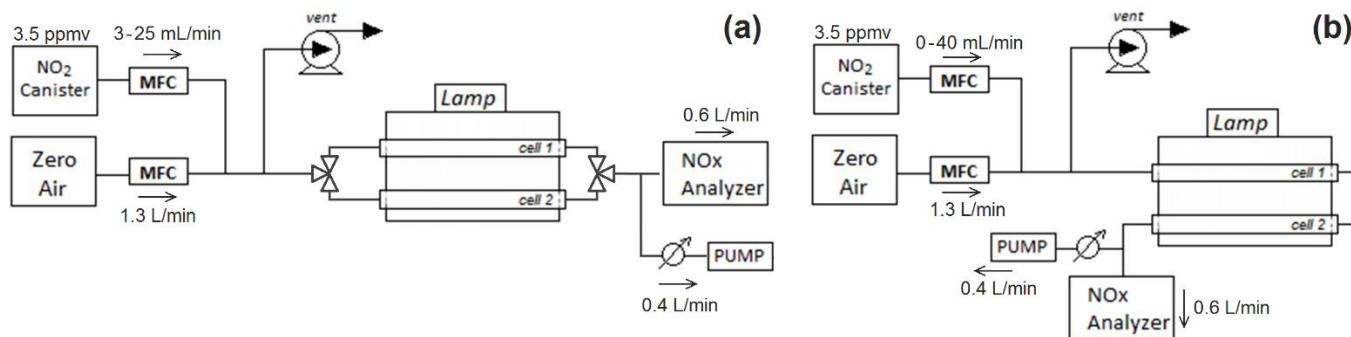 vent
(a)
3.5 ppmv
3-25 mL/min
NO2
Canister
MFC
Lamp
0.6 L/min
cell 1
NOx
Analyzer
Zero
Air
MFC
cell 2
1.3 L/min
PUMP
0.4 L/min
vent
(b)
3.5 ppmv
0-40 mL/min
NO2
Canister
MFC
Lamp
Zero
Air
MFC
cell 1
1.3 L/min
cell 2
PUMP
0.4 L/min
NOx
Analyzer
0.6 L/min